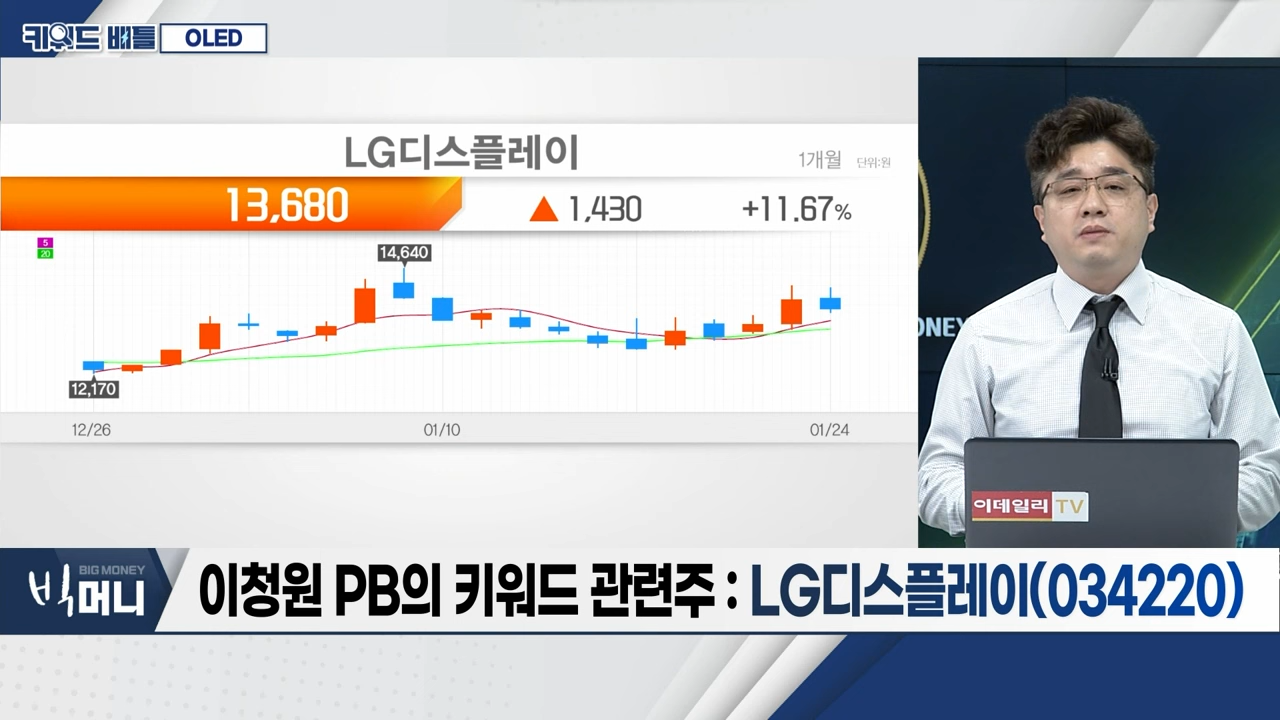 키워드 배틀 OLED
LG디스플레이
1개월 단위:원
13,680 ▲ 1,430 +11.67%
5
20
14,640
12,170
12/26 01/10 01/24
ONEY
이데일리 TV
BIG MONEY
빅머니
이청원 PB의 키워드 관련주 : LG디스플레이(034220)